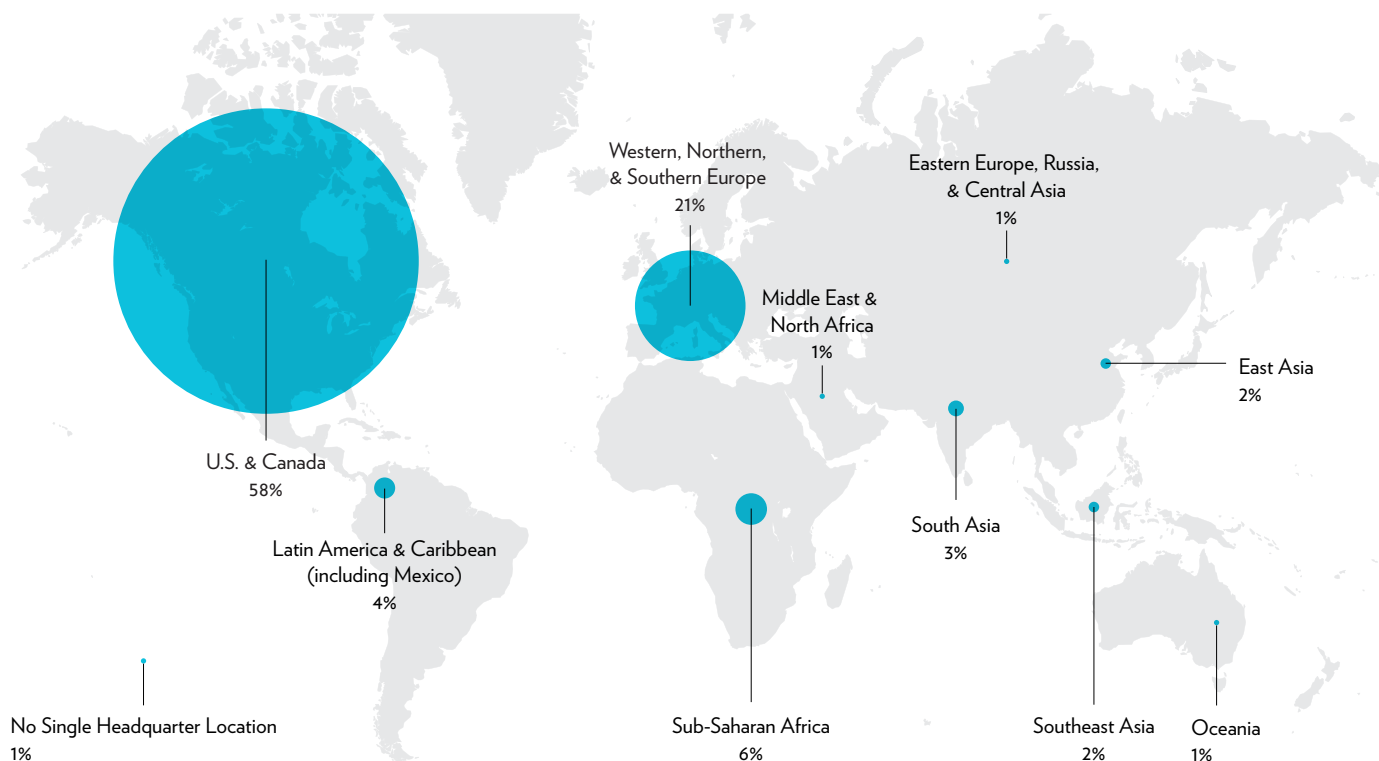 Western, Northern,
& Southern Europe
21%
Eastern Europe, Russia,
& Central Asia
1%
Middle East &
North Africa
1%
East Asia
2%
U.S. & Canada
58%
Latin America & Caribbean
(including Mexico)
4%
South Asia
3%
No Single Headquarter Location
1%
Sub-Saharan Africa
6%
Southeast Asia
2%
Oceania
1%